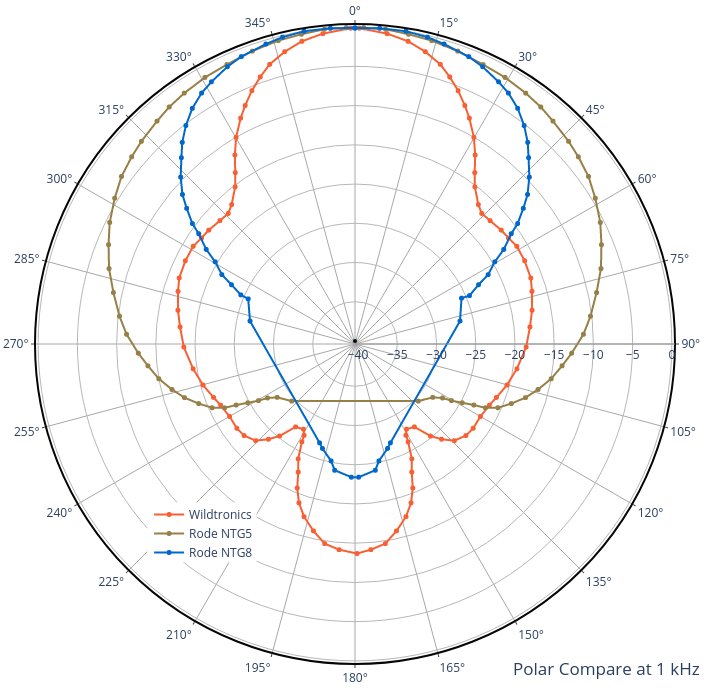 0°
345° 15°
330° 30°
315° 45°
300° 60°
285° 75°
270° −40 −35 −30 −25 −20 −15 −10 −5 0 90°
255° 105°
240° 120°
Wildtronics
Rode NTG5
Rode NTG8
225° 135°
210° 150°
195° 165°
180°
Polar Compare at 1 kHz